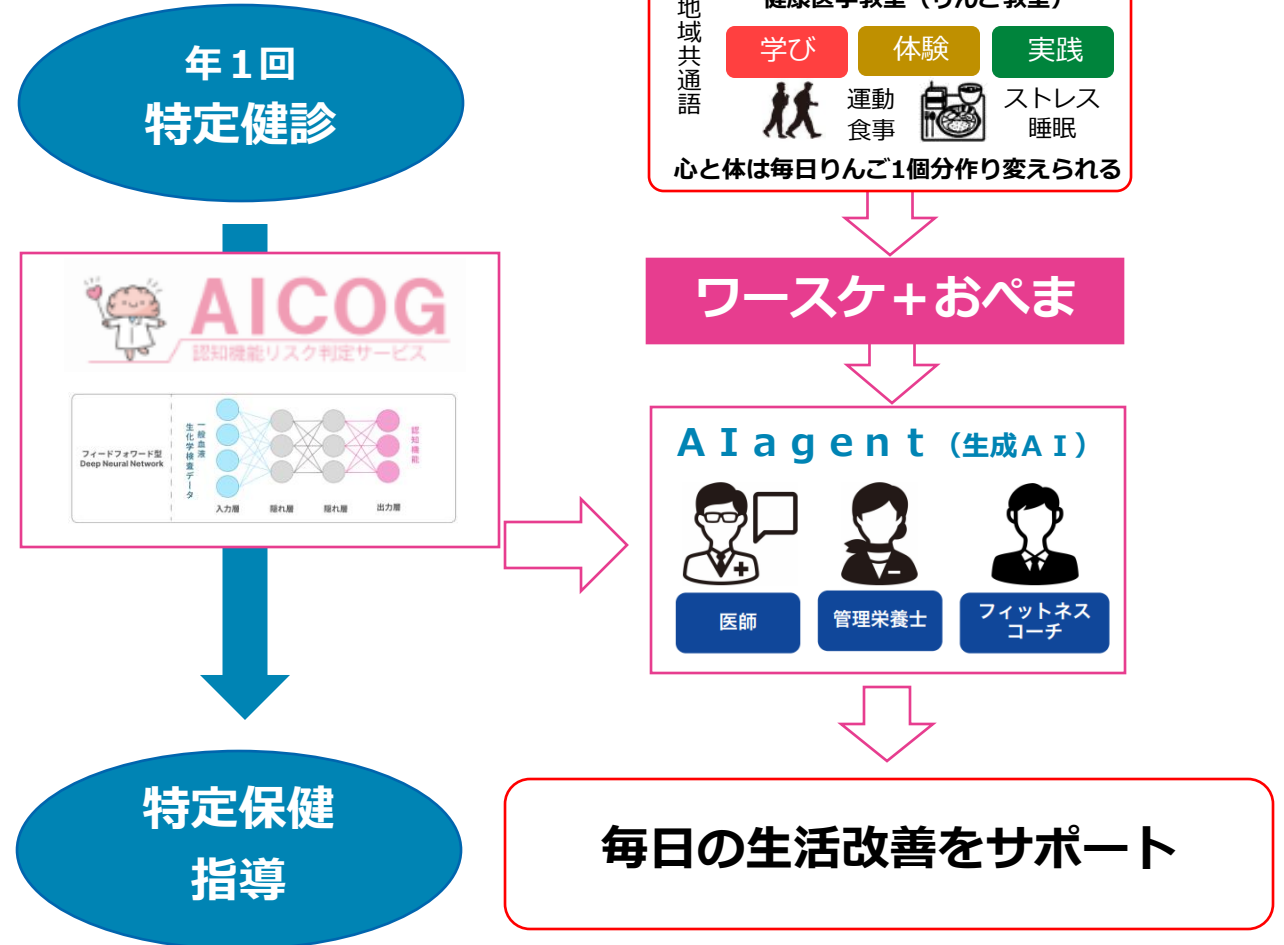 年１回
特定健診
AICOG
認知機能リスク判定サービス
フィードフォワード型
Deep Neural Network
一般血液
生化学検査データ
認知機能
入力層 隠れ層 隠れ層 出力層
特定保健
指導
地域共通語
健康医学教室（りんご教室）
学び 体験 実践
運動
食事
ストレス
睡眠
心と体は毎日りんご1個分作り変えられる
ワースケ＋おぺま
ＡＩａｇｅｎｔ（生成ＡＩ）
医師
管理栄養士
フィットネス
コーチ
毎日の生活改善をサポート